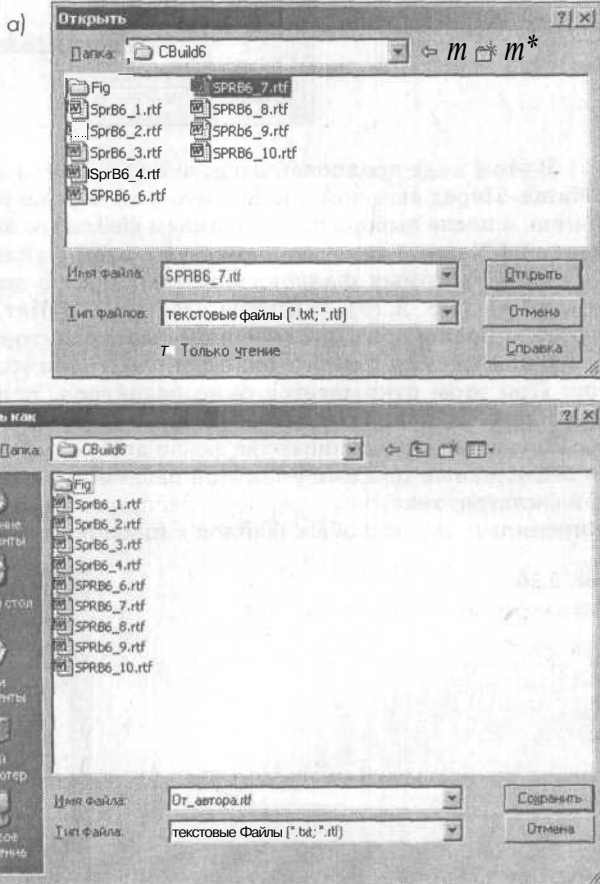 а)
Открыть
Папка: CBuild6
m m*
Fig SPRB6_7.rtf
SprB6_1.rtf SPRB6_8.rtf
SprB6_2.rtf SPRb6_9.rtf
SprB6_3.rtf SPRB6_10.rtf
SprB6_4.rtf
SPRB6_6.rtf
Имя файла: SPRB6_7.rtf Открыть
Тип файлов: текстовые файлы (*.txt; *.rtf) Отмена
Только чтение Справка
ь как
Папка: CBuild6
Fig
SprB6_1.rtf
SprB6_2.rtf
SprB6_3.rtf
SprB6_4.rtf
SPRB6_6.rtf
SPRB6_7.rtf
SPRB6_8.rtf
SPRb6_9.rtf
SPRB6_10.rtf
Имя файла: От_автора.rtf Сохранить
Тип файла: текстовые Файлы (*.txt; *.rtf) Отмена